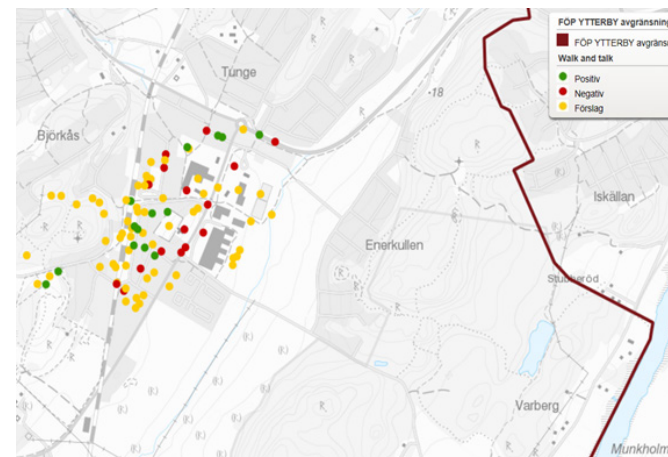 FÖP YTTERBY avgränsning
FÖP YTTERBY avgräns
Walk and talk
Positiv
Negativ
Förslag
Tunge
18
Björkås
Iskällan
Enerkullen
Stubberöd
Varberg
Munkholm